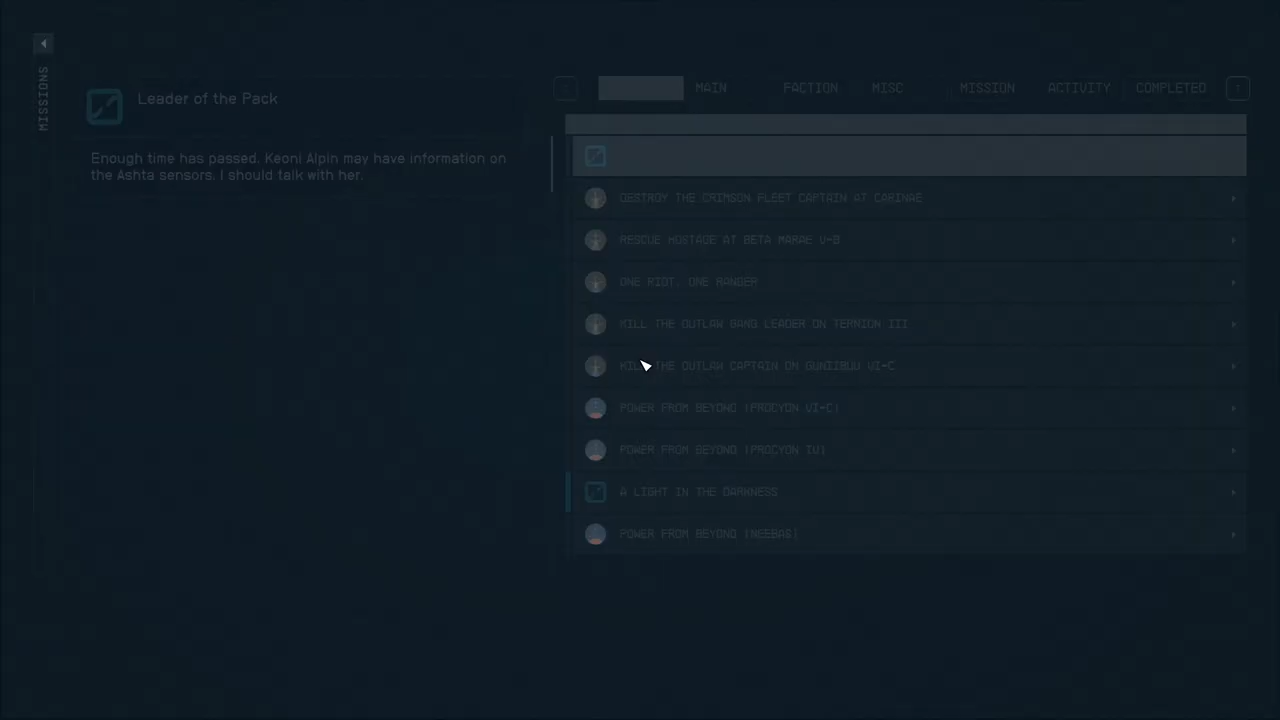 MISSIONS
Leader of the Pack
Enough time has passed. Keoni Alpin may have information on
the Ashta sensors. I should talk with her.
MAIN FACTION MISC MISSION ACTIVITY COMPLETED
DESTROY THE CRIMSON FLEET CAPTAIN AT CARINAE
RESCUE HOSTAGE AT BETA MARAE V-B
ONE RIOT, ONE RANGER
KILL THE OUTLAW GANG LEADER ON TERNION III
KILL THE OUTLAW CAPTAIN ON GUNIIBUU VI-C
POWER FROM BEYOND (PROCYON VI-C)
POWER FROM BEYOND (PROCYON IV)
A LIGHT IN THE DARKNESS
POWER FROM BEYOND (NEEBAS)